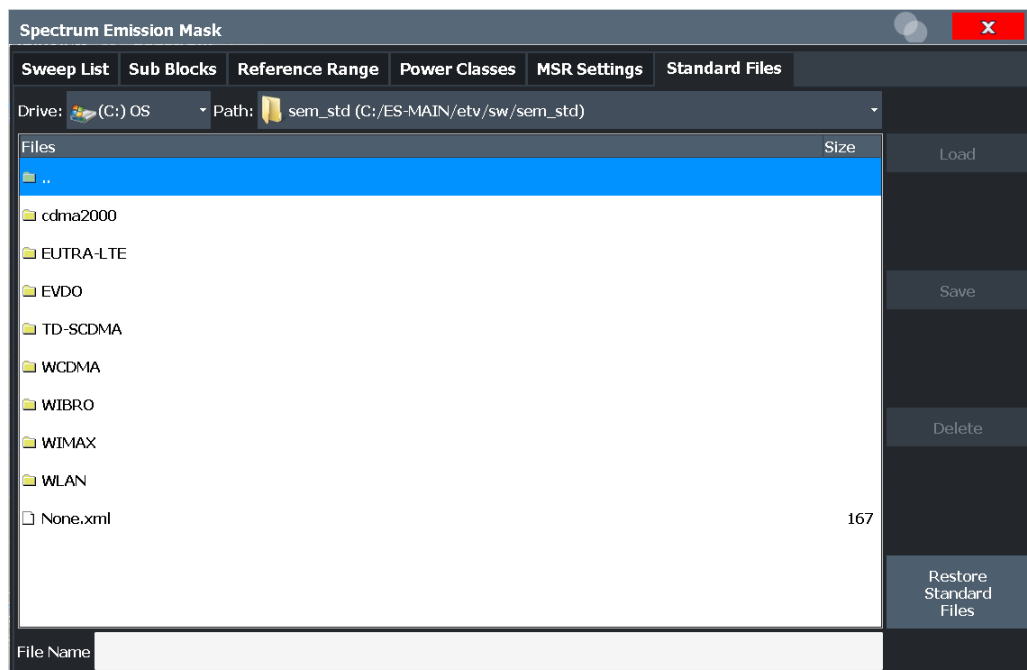 Spectrum Emission Mask X
Sweep List Sub Blocks Reference Range Power Classes MSR Settings Standard Files
Drive: (C:) OS Path: sem_std (C:/ES-MAIN/etv/sw/sem_std)
Files Size
..
cdma2000
EUTRA-LTE
EVDO
TD-SCDMA
WCDMA
WIBRO
WIMAX
WLAN
None.xml 167
File Name
Load
Save
Delete
Restore
Standard
Files